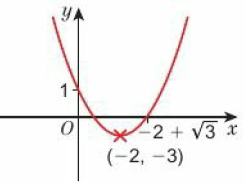 y
1
O
-2 + √3
x
(-2, -3)